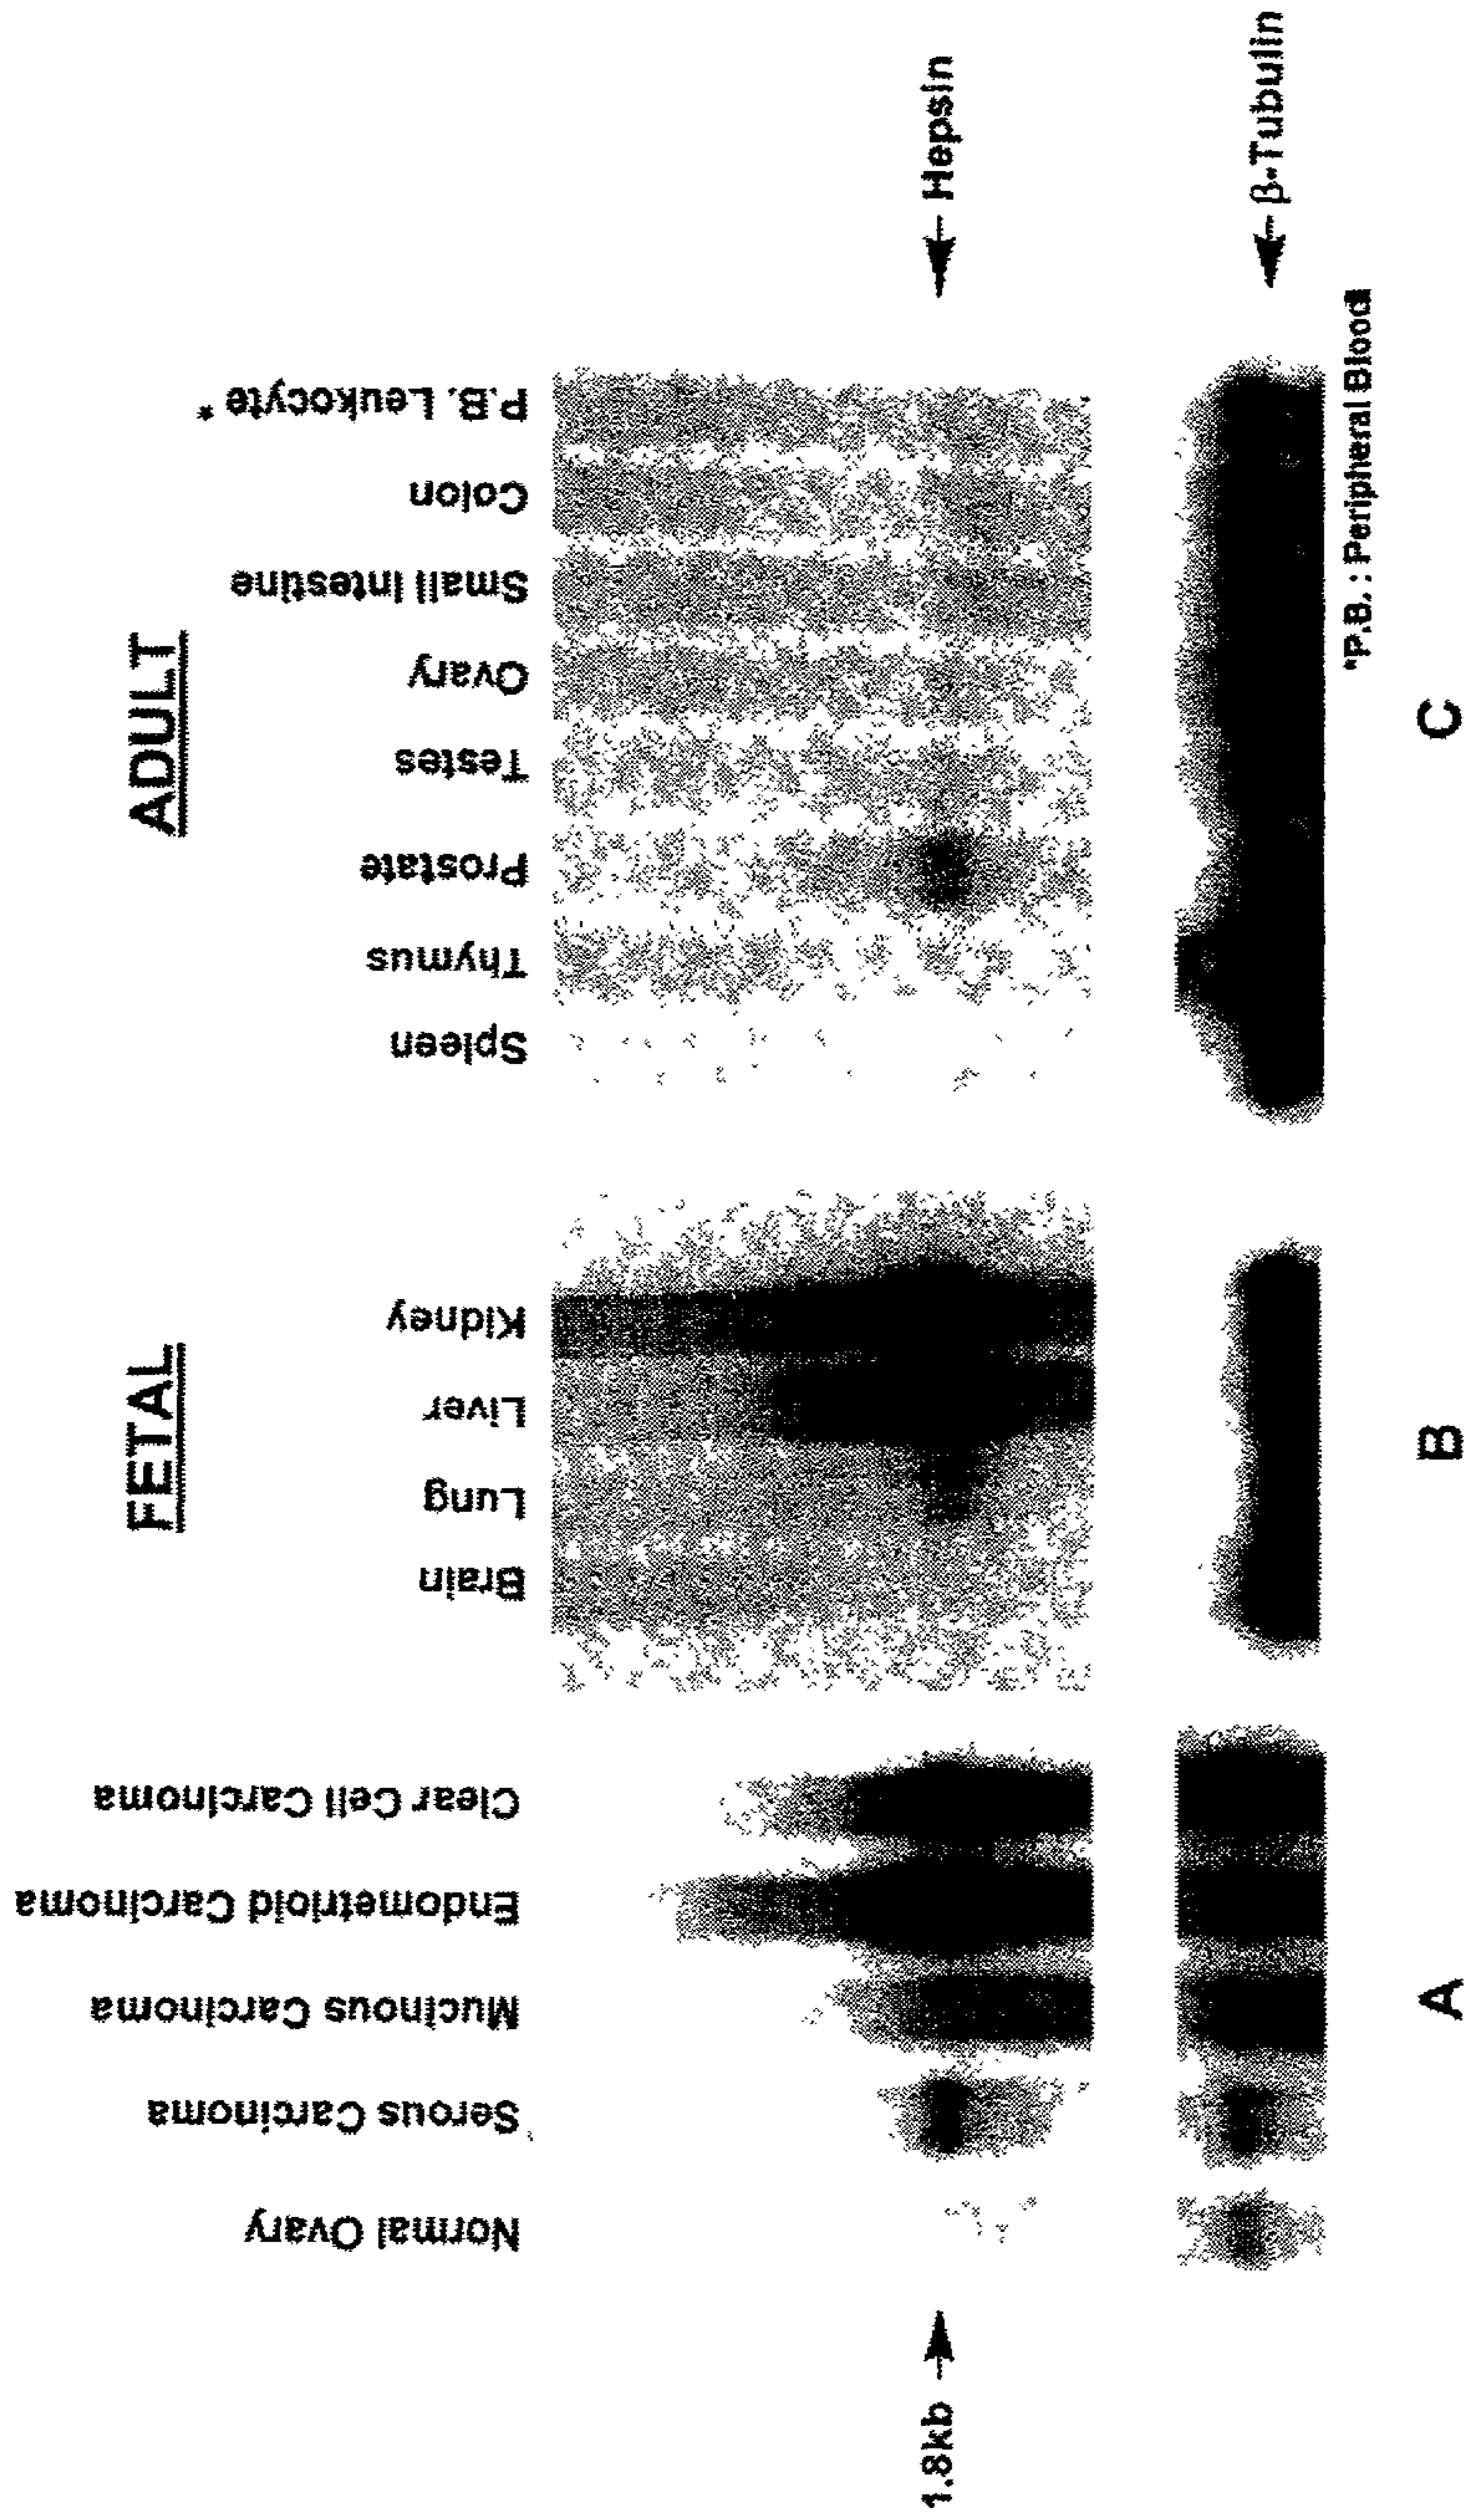 FETAL
ADULT
Normal Ovary
Serous Carcinoma
Mucinous Carcinoma
Endometrioid Carcinoma
Clear Cell Carcinoma
Brain
Lung
Liver
Kidney
Spleen
Thymus
Prostate
Testes
Ovary
Small Intestine
Colon
P.B. Leukocyte *
1.8kb
Hepsin
β-Tubulin
*P.B. : Peripheral Blood
A
B
C